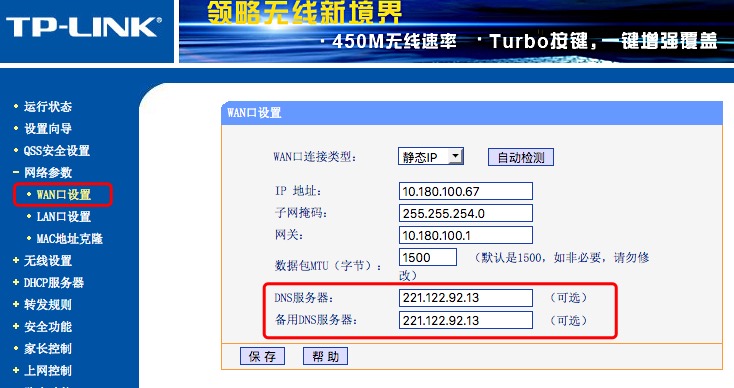 TP-LINK®
领略无线新境界
·450M无线速率 ·Turbo按键，一键增强覆盖
• 运行状态
• 设置向导
• QSS安全设置
- 网络参数
• WAN口设置
• LAN口设置
• MAC地址克隆
+ 无线设置
+ DHCP服务器
+ 转发规则
+ 安全功能
• 家长控制
+ 上网控制
WAN口设置
WAN口连接类型： 静态IP 自动检测
IP 地址： 10.180.100.67
子网掩码： 255.255.254.0
网关： 10.180.100.1
数据包MTU（字节）： 1500 （默认是1500，如非必要，请勿修
改）
DNS服务器： 221.122.92.13 （可选）
备用DNS服务器： 221.122.92.13 （可选）
保存 帮助